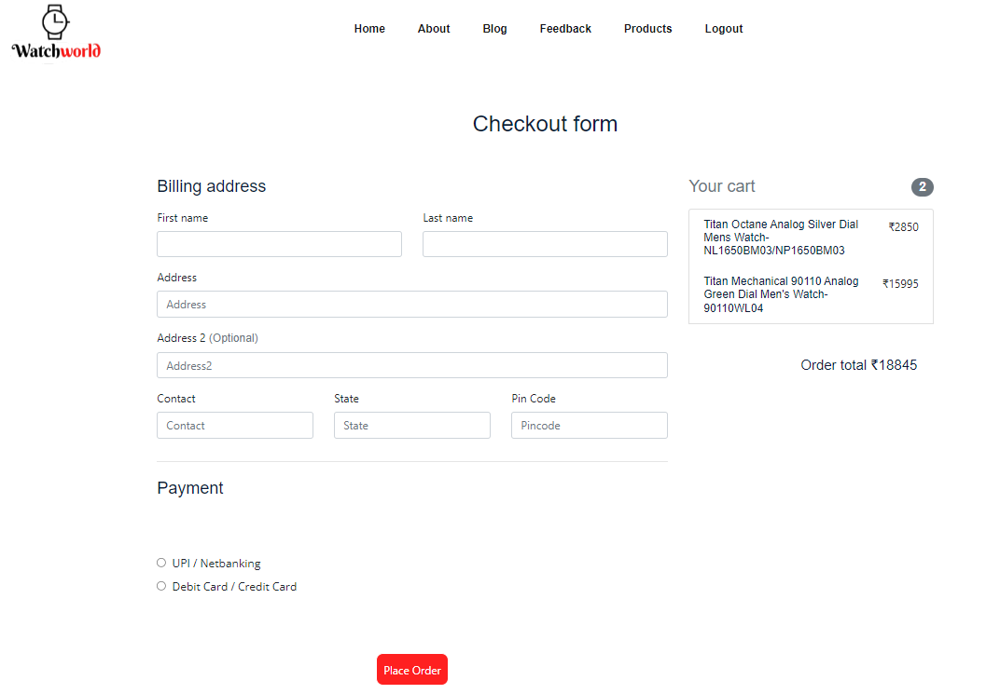 Watchworld
Home About Blog Feedback Products Logout
Checkout form
Billing address
First name Last name
Address
Address
Address 2 (Optional)
Address2
Contact State Pin Code
Contact State Pincode
Payment
UPI / Netbanking
Debit Card / Credit Card
Place Order
Your cart 2
Titan Octane Analog Silver Dial ₹2850
Mens Watch-
NL1650BM03/NP1650BM03
Titan Mechanical 90110 Analog ₹15995
Green Dial Men's Watch-
90110WL04
Order total ₹18845